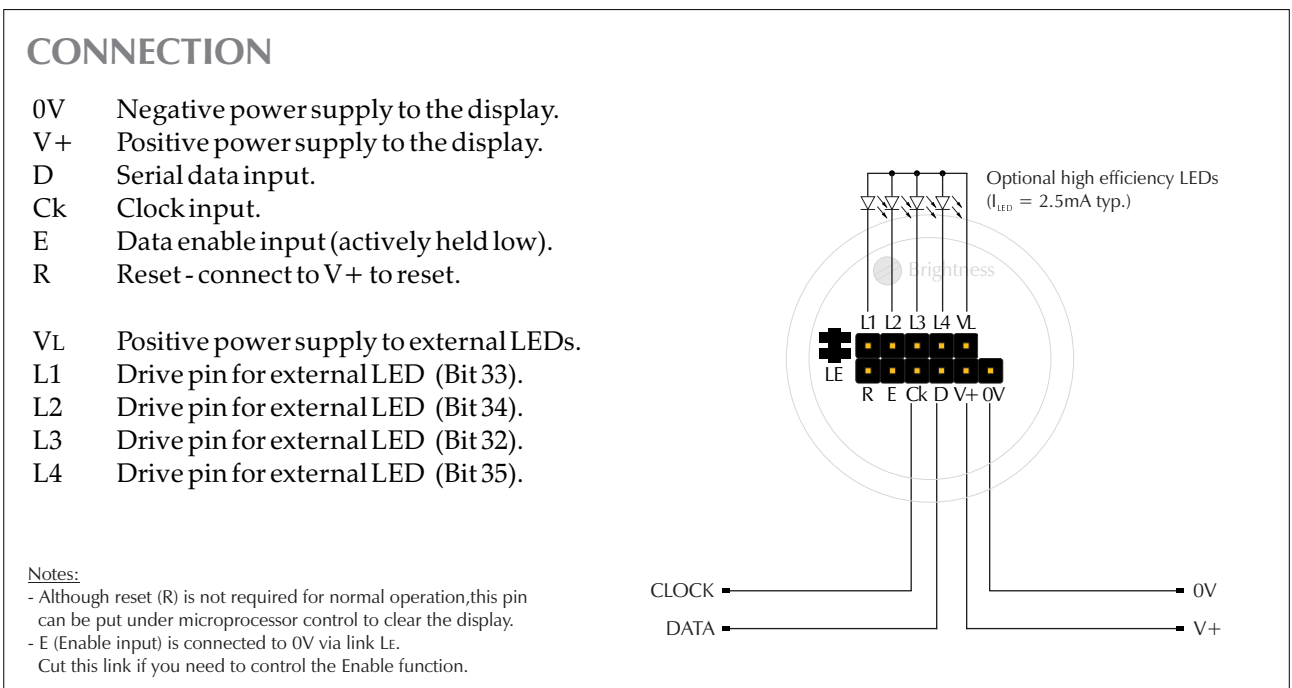 CONNECTION
0V Negative power supply to the display.
V+ Positive power supply to the display.
D Serial data input.
Ck Clock input.
E Data enable input (actively held low).
R Reset - connect to V+ to reset.
VL Positive power supply to external LEDs.
L1 Drive pin for external LED (Bit 33).
L2 Drive pin for external LED (Bit 34).
L3 Drive pin for external LED (Bit 32).
L4 Drive pin for external LED (Bit 35).
Notes:
- Although reset (R) is not required for normal operation,this pin
can be put under microprocessor control to clear the display.
- E (Enable input) is connected to 0V via link LE.
Cut this link if you need to control the Enable function.
Optional high efficiency LEDs
(ILED = 2.5mA typ.)
Brightness
L1 L2 L3 L4 VL
LE
R E Ck D V+ 0V
CLOCK
0V
DATA
V+